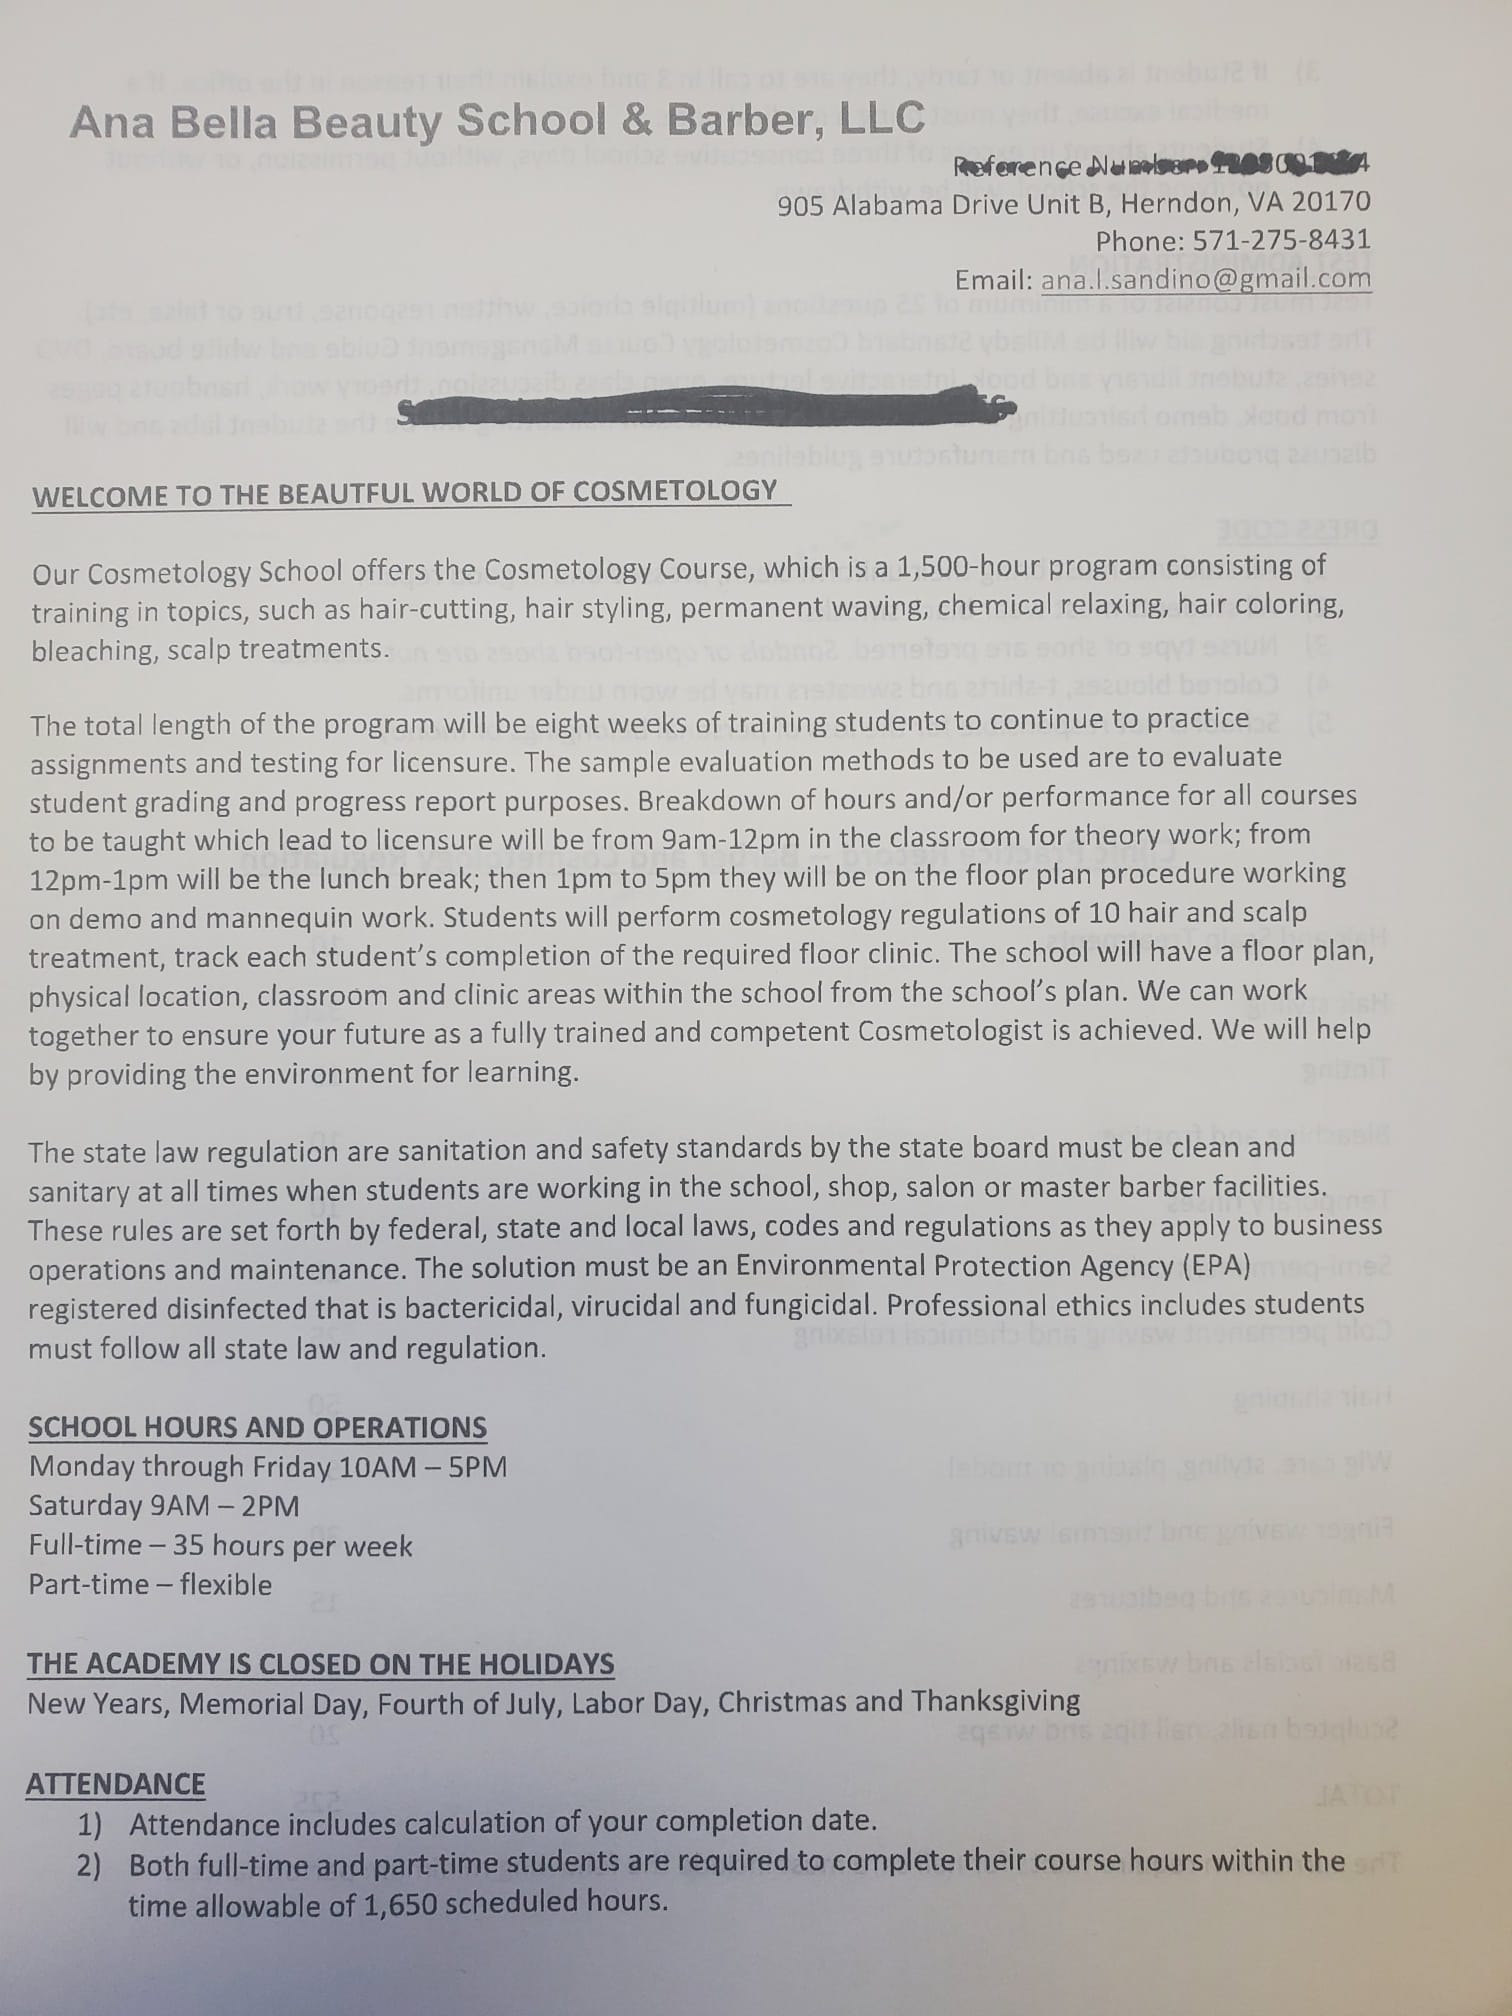 Ana Bella Beauty School & Barber, LLC
Reference
905 Alabama Drive Unit B, Herndon, VA 20170
Phone: 571-275-8431
Email: ana.l.sandino@gmail.com
WELCOME TO THE BEAUTFUL WORLD OF COSMETOLOGY
Our Cosmetology School offers the Cosmetology Course, which is a 1,500-hour program consisting of
training in topics, such as hair-cutting, hair styling, permanent waving, chemical relaxing, hair coloring,
bleaching, scalp treatments.
The total length of the program will be eight weeks of training students to continue to practice
assignments and testing for licensure. The sample evaluation methods to be used are to evaluate
student grading and progress report purposes. Breakdown of hours and/or performance for all courses
to be taught which lead to licensure will be from 9am-12pm in the classroom for theory work; from
12pm-1pm will be the lunch break; then 1pm to 5pm they will be on the floor plan procedure working
on demo and mannequin work. Students will perform cosmetology regulations of 10 hair and scalp
treatment, track each student’s completion of the required floor clinic. The school will have a floor plan,
physical location, classroom and clinic areas within the school from the school’s plan. We can work
together to ensure your future as a fully trained and competent Cosmetologist is achieved. We will help
by providing the environment for learning.
The state law regulation are sanitation and safety standards by the state board must be clean and
sanitary at all times when students are working in the school, shop, salon or master barber facilities.
These rules are set forth by federal, state and local laws, codes and regulations as they apply to business
operations and maintenance. The solution must be an Environmental Protection Agency (EPA)
registered disinfected that is bactericidal, virucidal and fungicidal. Professional ethics includes students
must follow all state law and regulation.
SCHOOL HOURS AND OPERATIONS
Monday through Friday 10AM – 5PM
Saturday 9AM – 2PM
Full-time – 35 hours per week
Part-time – flexible
THE ACADEMY IS CLOSED ON THE HOLIDAYS
New Years, Memorial Day, Fourth of July, Labor Day, Christmas and Thanksgiving
ATTENDANCE
1) Attendance includes calculation of your completion date.
2) Both full-time and part-time students are required to complete their course hours within the
time allowable of 1,650 scheduled hours.